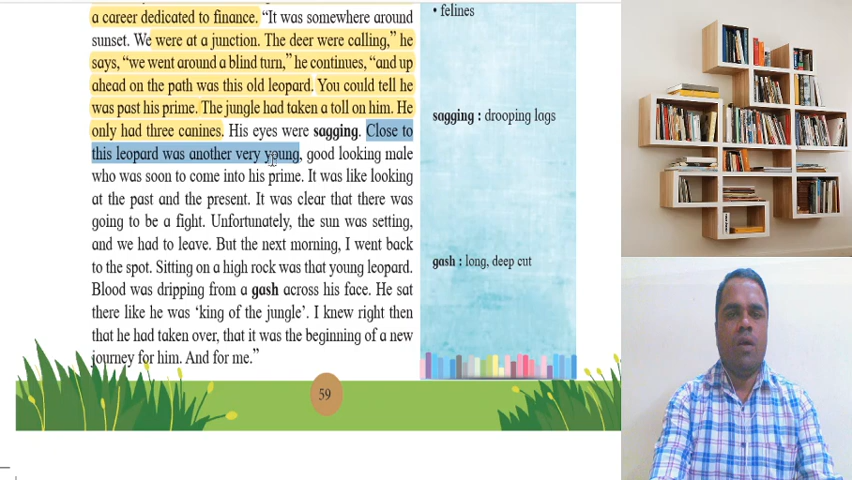 a career dedicated to finance. “It was somewhere around
sunset. We were at a junction. The deer were calling,” he
says, “we went around a blind turn,” he continues, “and up
ahead on the path was this old leopard. You could tell he
was past his prime. The jungle had taken a toll on him. He
only had three canines. His eyes were sagging. Close to
this leopard was another very young, good looking male
who was soon to come into his prime. It was like looking
at the past and the present. It was clear that there was
going to be a fight. Unfortunately, the sun was setting,
and we had to leave. But the next morning, I went back
to the spot. Sitting on a high rock was that young leopard.
Blood was dripping from a gash across his face. He sat
there like he was ‘king of the jungle’. I knew right then
that he had taken over, that it was the beginning of a new
journey for him. And for me.”
• felines
sagging : drooping lags
gash : long, deep cut
59